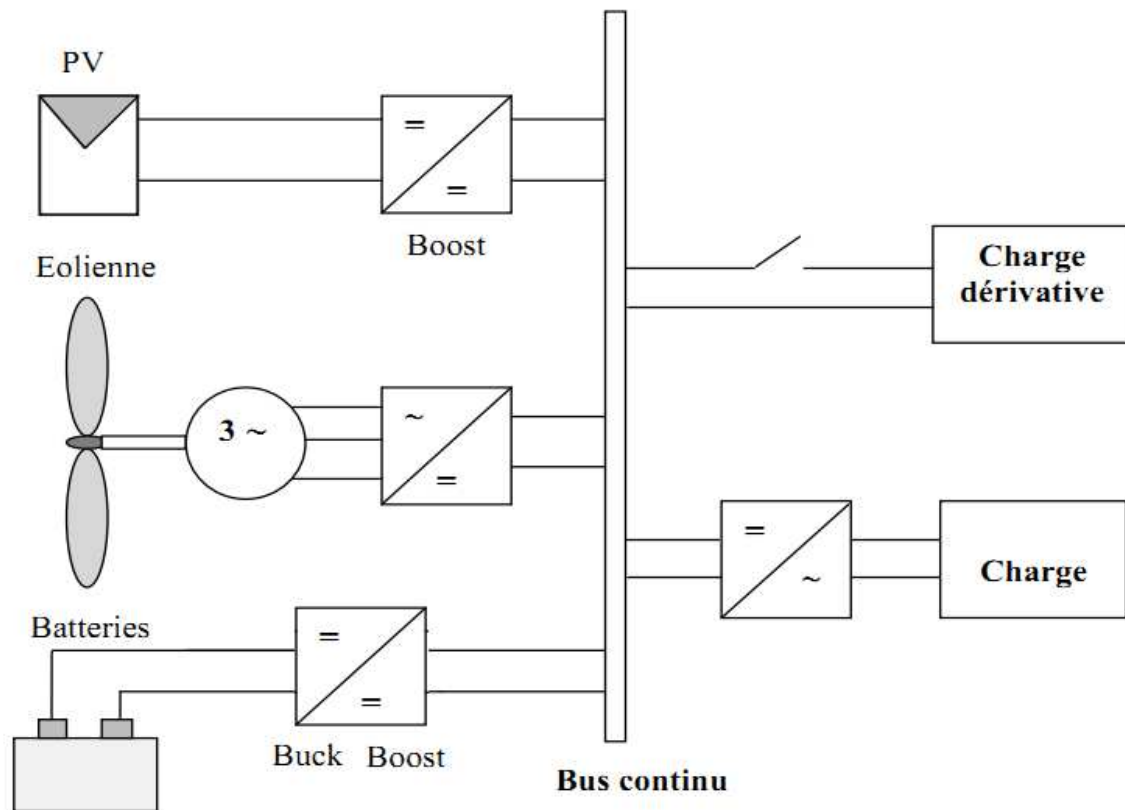 PV
=
=
Boost
Eolienne
3 ~
~
=
Batteries
=
=
Buck Boost
Bus continu
Charge
dérivative
=
~
Charge